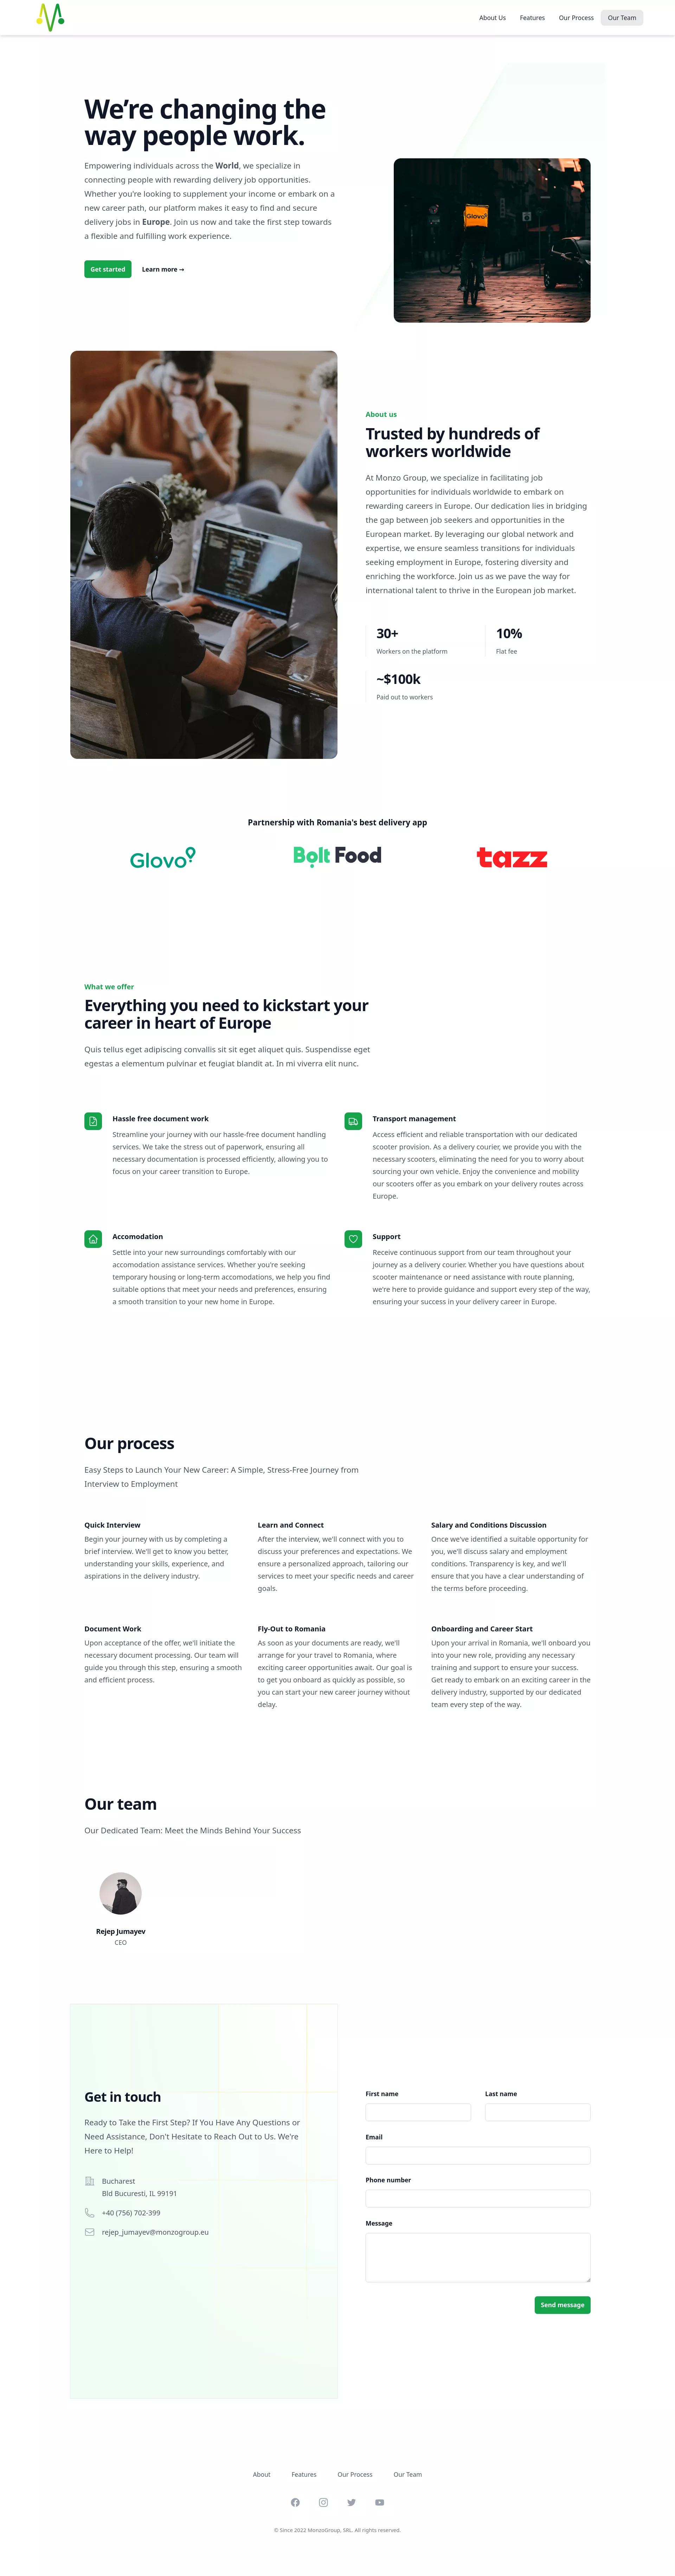 About Us
Features
Our Process
Our Team
We're changing the
way people work.
Empowering individuals across the World, we specialize in
connecting people with rewarding delivery job opportunities.
Whether you're looking to supplement your income or embark on a
new career path, our platform makes it easy to find and secure
delivery jobs in Europe. Join us now and take the first step towards
a flexible and fulfilling work experience.
Get started
Learn more →
Glovo
About us
Trusted by hundreds of
workers worldwide
At Monzo Group, we specialize in facilitating job
opportunities for individuals worldwide to embark on
rewarding careers in Europe. Our dedication lies in bridging
the gap between job seekers and opportunities in the
European market. By leveraging our global network and
expertise, we ensure seamless transitions for individuals
seeking employment in Europe, fostering diversity and
enriching the workforce. Join us as we pave the way for
international talent to thrive in the European job market.
30+
Workers on the platform
10%
Flat fee
~$100k
Paid out to workers
Partnership with Romania's best delivery app
Glovo
Bolt Food
tazz
What we offer
Everything you need to kickstart your
career in heart of Europe
Quis tellus eget adipiscing convallis sit sit eget aliquet quis. Suspendisse eget
egestas a elementum pulvinar et feugiat blandit at. In mi viverra elit nunc.
Hassle free document work
Streamline your journey with our hassle-free document handling
services. We take the stress out of paperwork, ensuring all
necessary documentation is processed efficiently, allowing you to
focus on your career transition to Europe.
Transport management
Access efficient and reliable transportation with our dedicated
scooter provision. As a delivery courier, we provide you with the
necessary scooters, eliminating the need for you to worry about
sourcing your own vehicle. Enjoy the convenience and mobility
our scooters offer as you embark on your delivery routes across
Europe.
Accomodation
Settle into your new surroundings comfortably with our
accomodation assistance services. Whether you're seeking
temporary housing or long-term accomodations, we help you find
suitable options that meet your needs and preferences, ensuring
a smooth transition to your new home in Europe.
Support
Receive continuous support from our team throughout your
journey as a delivery courier. Whether you have questions about
scooter maintenance or need assistance with route planning,
we're here to provide guidance and support every step of the way,
ensuring your success in your delivery career in Europe.
Our process
Easy Steps to Launch Your New Career: A Simple, Stress-Free Journey from
Interview to Employment
Quick Interview
Begin your journey with us by completing a
brief interview. We'll get to know you better,
understanding your skills, experience, and
aspirations in the delivery industry.
Learn and Connect
After the interview, we'll connect with you to
discuss your preferences and expectations. We
ensure a personalized approach, tailoring our
services to meet your specific needs and career
goals.
Salary and Conditions Discussion
Once we've identified a suitable opportunity for
you, we'll discuss salary and employment
conditions. Transparency is key, and we'll
ensure that you have a clear understanding of
the terms before proceeding.
Document Work
Upon acceptance of the offer, we'll initiate the
necessary document processing. Our team will
guide you through this step, ensuring a smooth
and efficient process.
Fly-Out to Romania
As soon as your documents are ready, we'll
arrange for your travel to Romania, where
exciting career opportunities await. Our goal is
to get you onboard as quickly as possible, so
you can start your new career journey without
delay.
Onboarding and Career Start
Upon your arrival in Romania, we'll onboard you
into your new role, providing any necessary
training and support to ensure your success.
Get ready to embark on an exciting career in the
delivery industry, supported by our dedicated
team every step of the way.
Our team
Our Dedicated Team: Meet the Minds Behind Your Success
Rejep Jumayev
CEO
Get in touch
Ready to Take the First Step? If You Have Any Questions or
Need Assistance, Don't Hesitate to Reach Out to Us. We're
Here to Help!
Bucharest
Bld Bucuresti, IL 99191
+40 (756) 702-399
rejep_jumayev@monzogroup.eu
First name
Last name
Email
Phone number
Message
Send message
About
Features
Our Process
Our Team
© Since 2022 MonzoGroup, SRL. All rights reserved.